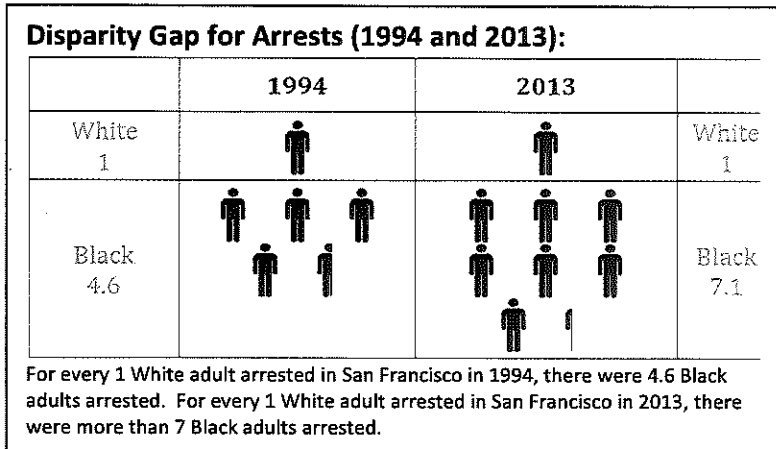 Disparity Gap for Arrests (1994 and 2013):
1994 2013
White White
1 1
Black Black
4.6 7.1
For every 1 White adult arrested in San Francisco in 1994, there were 4.6 Black
adults arrested. For every 1 White adult arrested in San Francisco in 2013, there
were more than 7 Black adults arrested.